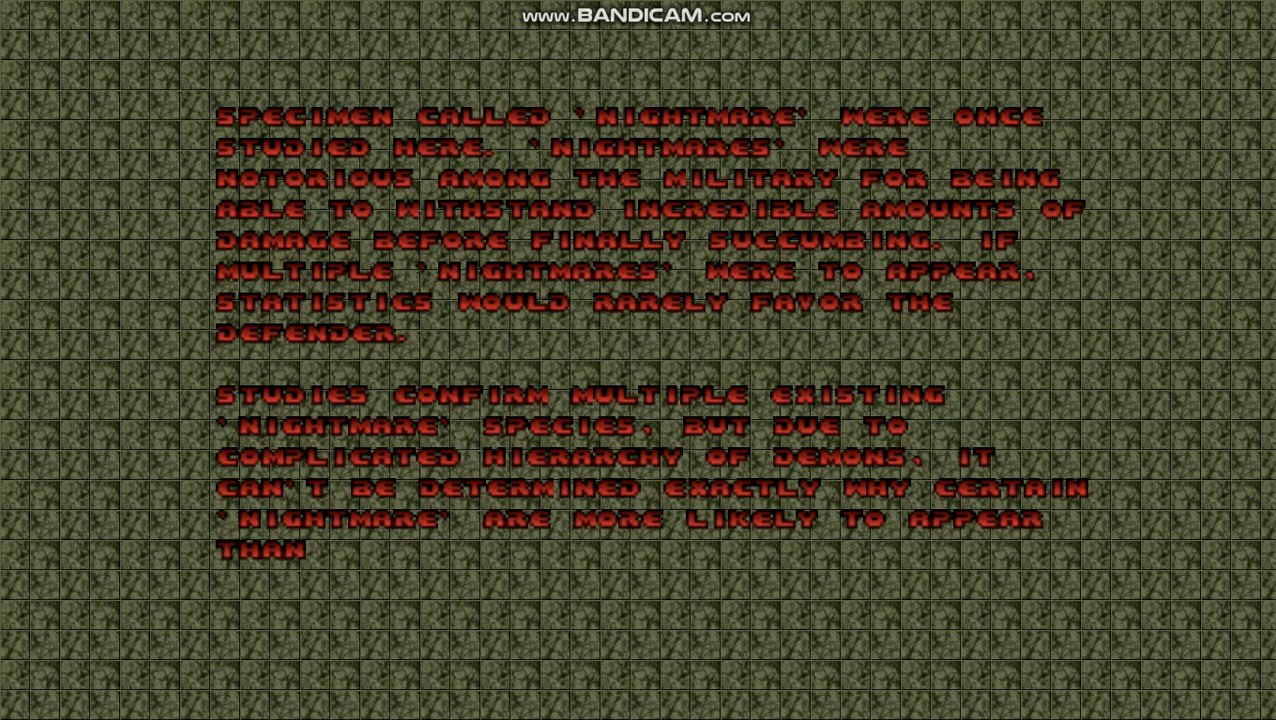 www.BANDICAM.com
SPECIMEN CALLED 'NIGHTMARE' WERE ONCE
STUDIED HERE. 'NIGHTMARES' WERE
NOTORIOUS AMONG THE MILITARY FOR BEING
ABLE TO WITHSTAND INCREDIBLE AMOUNTS OF
DAMAGE BEFORE FINALLY SUCCUMBING. IF
MULTIPLE 'NIGHTMARES' WERE TO APPEAR,
STATISTICS WOULD RARELY FAVOR THE
DEFENDER.
STUDIES CONFIRM MULTIPLE EXISTING
'NIGHTMARE' SPECIES, BUT DUE TO
COMPLICATED HIERARCHY OF DEMONS, IT
CAN'T BE DETERMINED EXACTLY WHY CERTAIN
'NIGHTMARE' ARE MORE LIKELY TO APPEAR
THAN